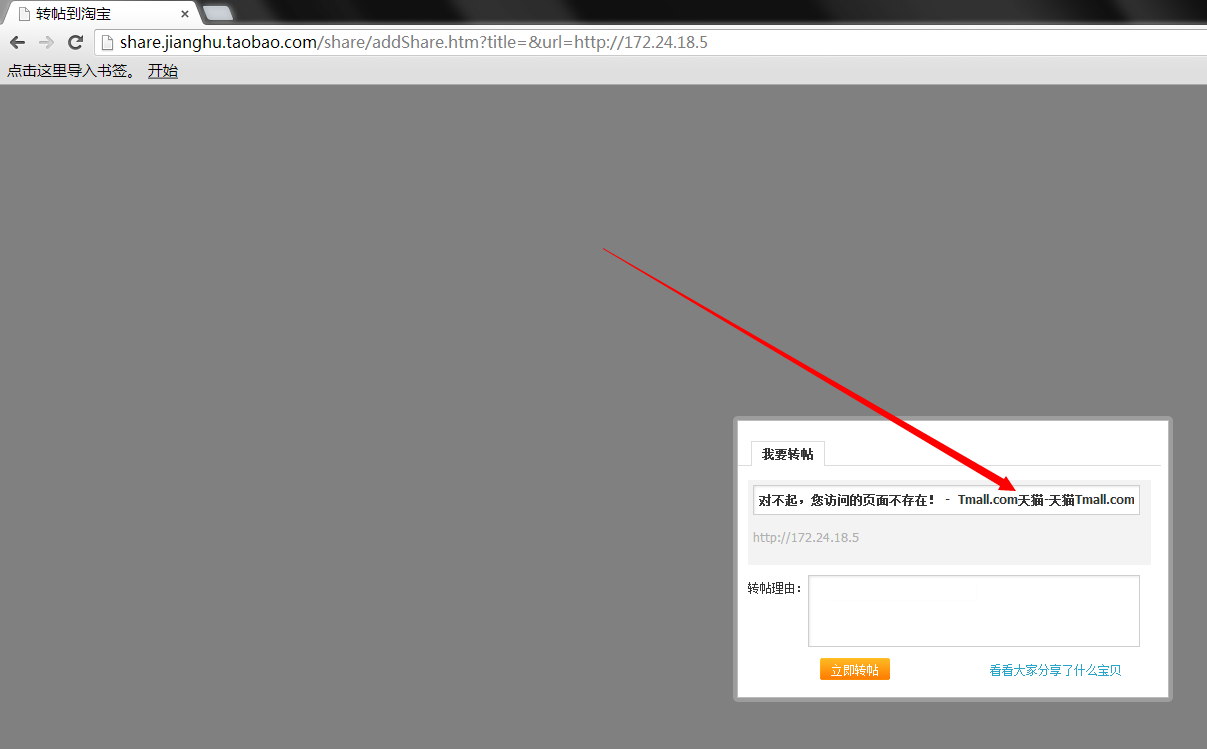 转帖到淘宝
share.jianghu.taobao.com/share/addShare.htm?title=&url=http://172.24.18.5
点击这里导入书签。 开始
我要转帖
对不起，您访问的页面不存在！ - Tmall.com天猫-天猫Tmall.com
http://172.24.18.5
转帖理由：
立即转帖 看看大家分享了什么宝贝